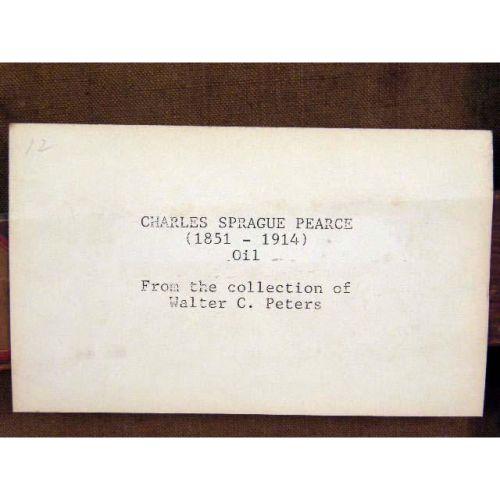 12
CHARLES SPRAGUE PEARCE
(1851 - 1914)
Oil
From the collection of
Walter C. Peters